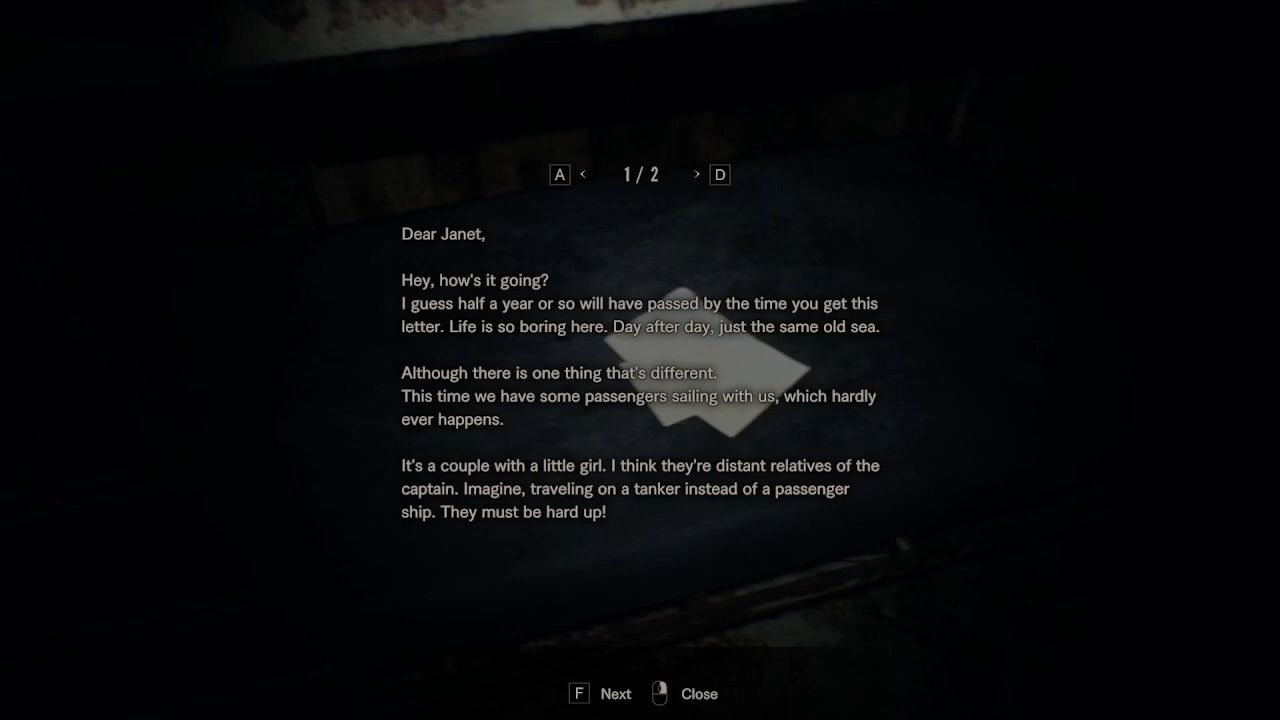 A < 1 / 2 > D
Dear Janet,
Hey, how's it going?
I guess half a year or so will have passed by the time you get this
letter. Life is so boring here. Day after day, just the same old sea.
Although there is one thing that's different.
This time we have some passengers sailing with us, which hardly
ever happens.
It's a couple with a little girl. I think they're distant relatives of the
captain. Imagine, traveling on a tanker instead of a passenger
ship. They must be hard up!
F Next Close